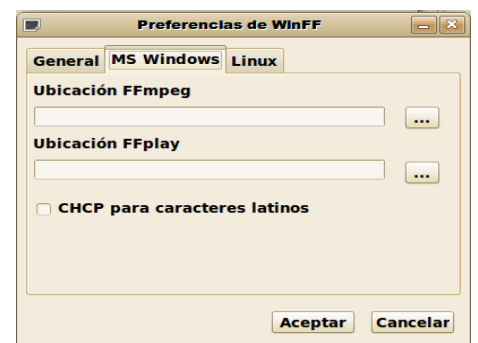 Preferencias de WinFF
General MS Windows Linux
Ubicación FFmpeg
...
Ubicación FFplay
...
CHCP para caracteres latinos
Aceptar Cancelar